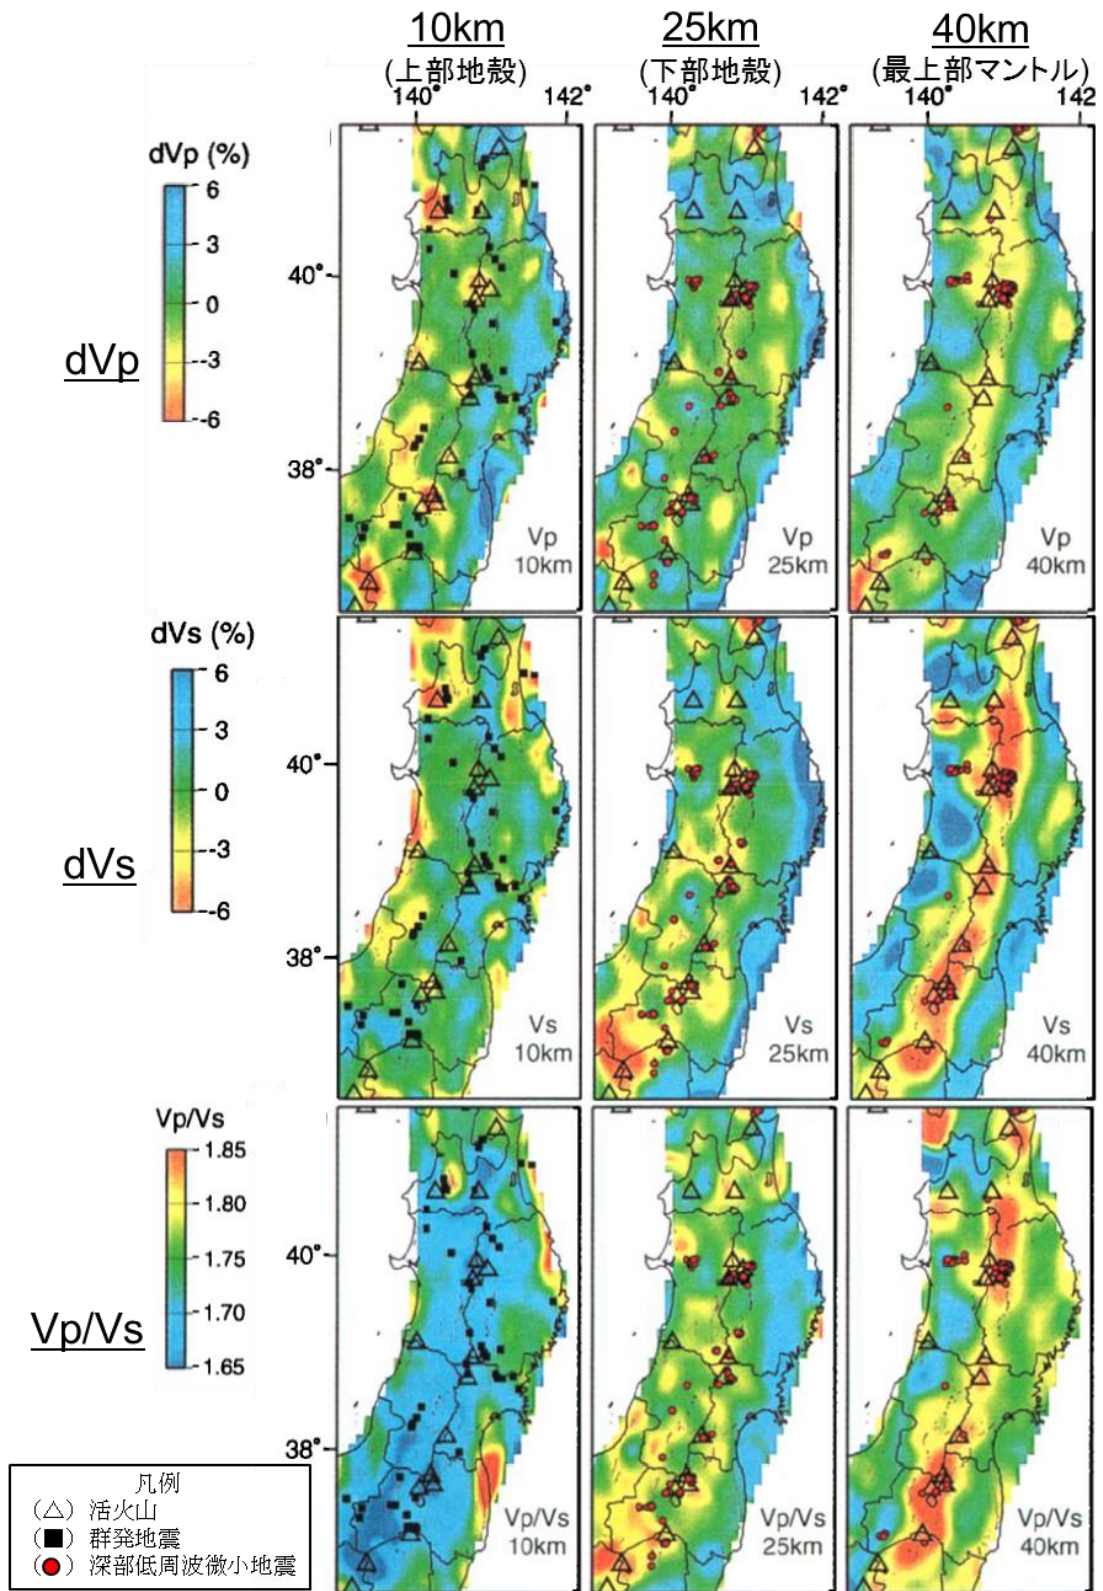 10km 25km 40km
(上部地殻) (下部地殻) (最上部マントル)
140° 142° 140° 142° 140° 142
dVp (%)
6
3
0
-3
-6
dVp
40°
38°
Vp
10km
Vp
25km
Vp
40km
dVs (%)
6
3
0
-3
-6
dVs
40°
38°
Vs
10km
Vs
25km
Vs
40km
Vp/Vs
1.85
1.80
1.75
1.70
1.65
Vp/Vs
40°
38°
Vp/Vs
10km
Vp/Vs
25km
Vp/Vs
40km
凡例
(△) 活火山
(■) 群発地震
(●) 深部低周波微小地震